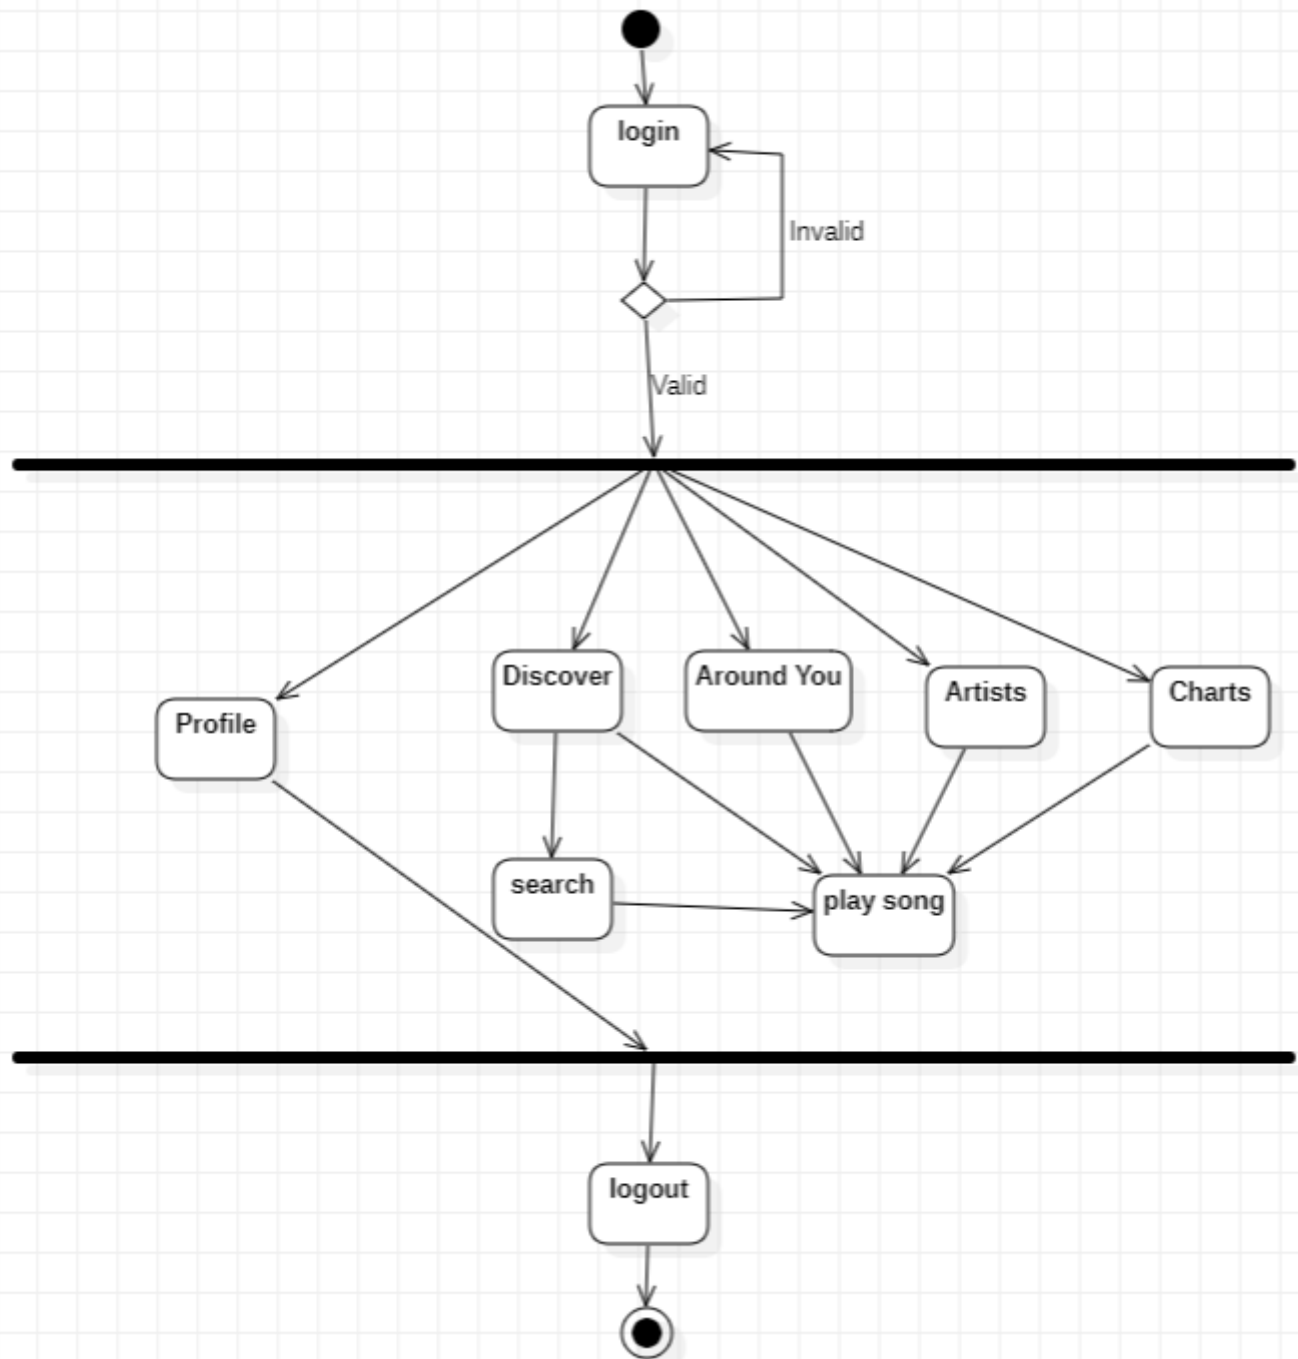 login
Invalid
Valid
Discover
Around You
Artists
Charts
Profile
search
play song
logout